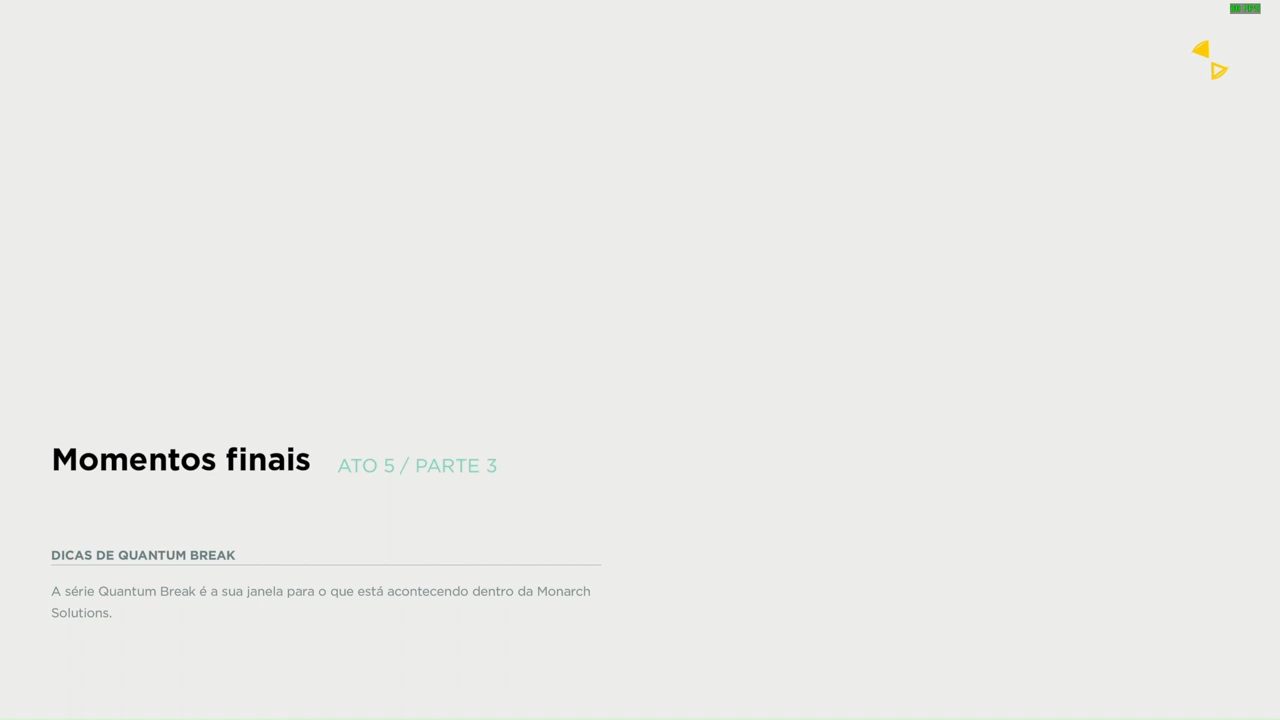 Momentos finais ATO 5 / PARTE 3
DICAS DE QUANTUM BREAK
A série Quantum Break é a sua janela para o que está acontecendo dentro da Monarch
Solutions.